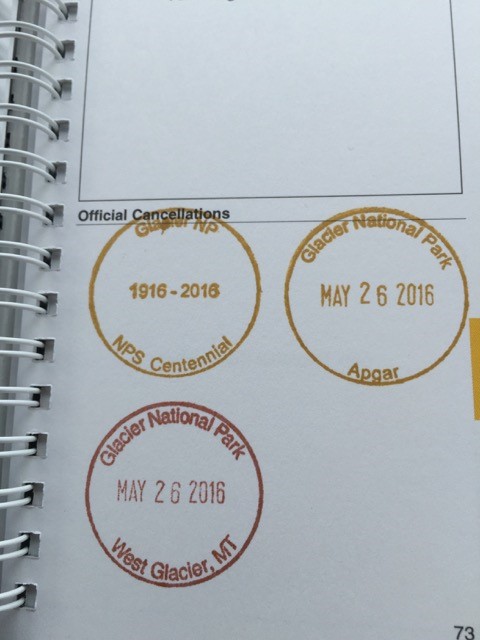 Official Cancellations
Glacier NP
1916 - 2016
NPS Centennial
Glacier National Park
MAY 26 2016
Apgar
Glacier National Park
MAY 26 2016
West Glacier, MT
73